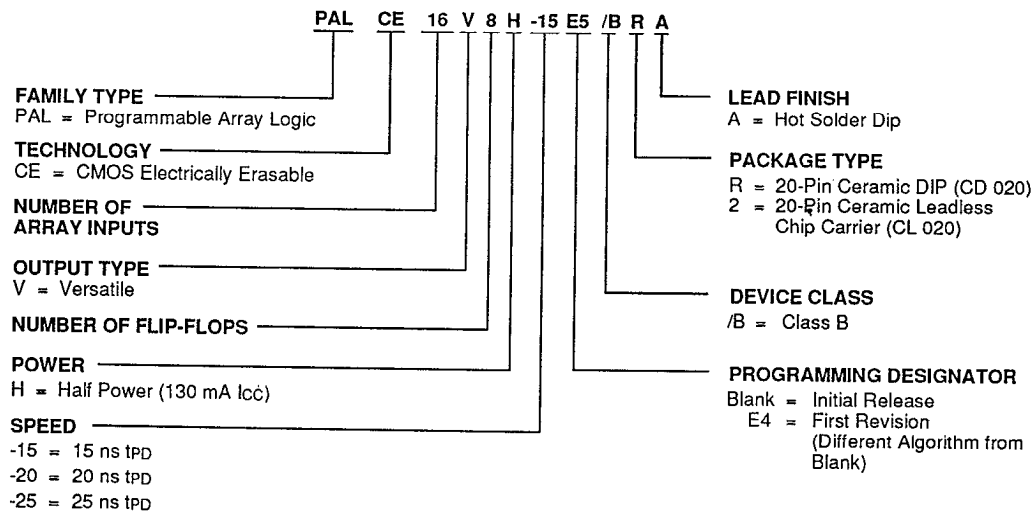 PAL CE 16 V 8 H -15 E5 /B R A
FAMILY TYPE
PAL = Programmable Array Logic
TECHNOLOGY
CE = CMOS Electrically Erasable
NUMBER OF
ARRAY INPUTS
OUTPUT TYPE
V = Versatile
NUMBER OF FLIP-FLOPS
POWER
H = Half Power (130 mA Icc)
SPEED
-15 = 15 ns tPD
-20 = 20 ns tPD
-25 = 25 ns tPD
LEAD FINISH
A = Hot Solder Dip
PACKAGE TYPE
R = 20-Pin Ceramic DIP (CD 020)
2 = 20-Pin Ceramic Leadless
Chip Carrier (CL 020)
DEVICE CLASS
/B = Class B
PROGRAMMING DESIGNATOR
Blank = Initial Release
E4 = First Revision
(Different Algorithm from
Blank)